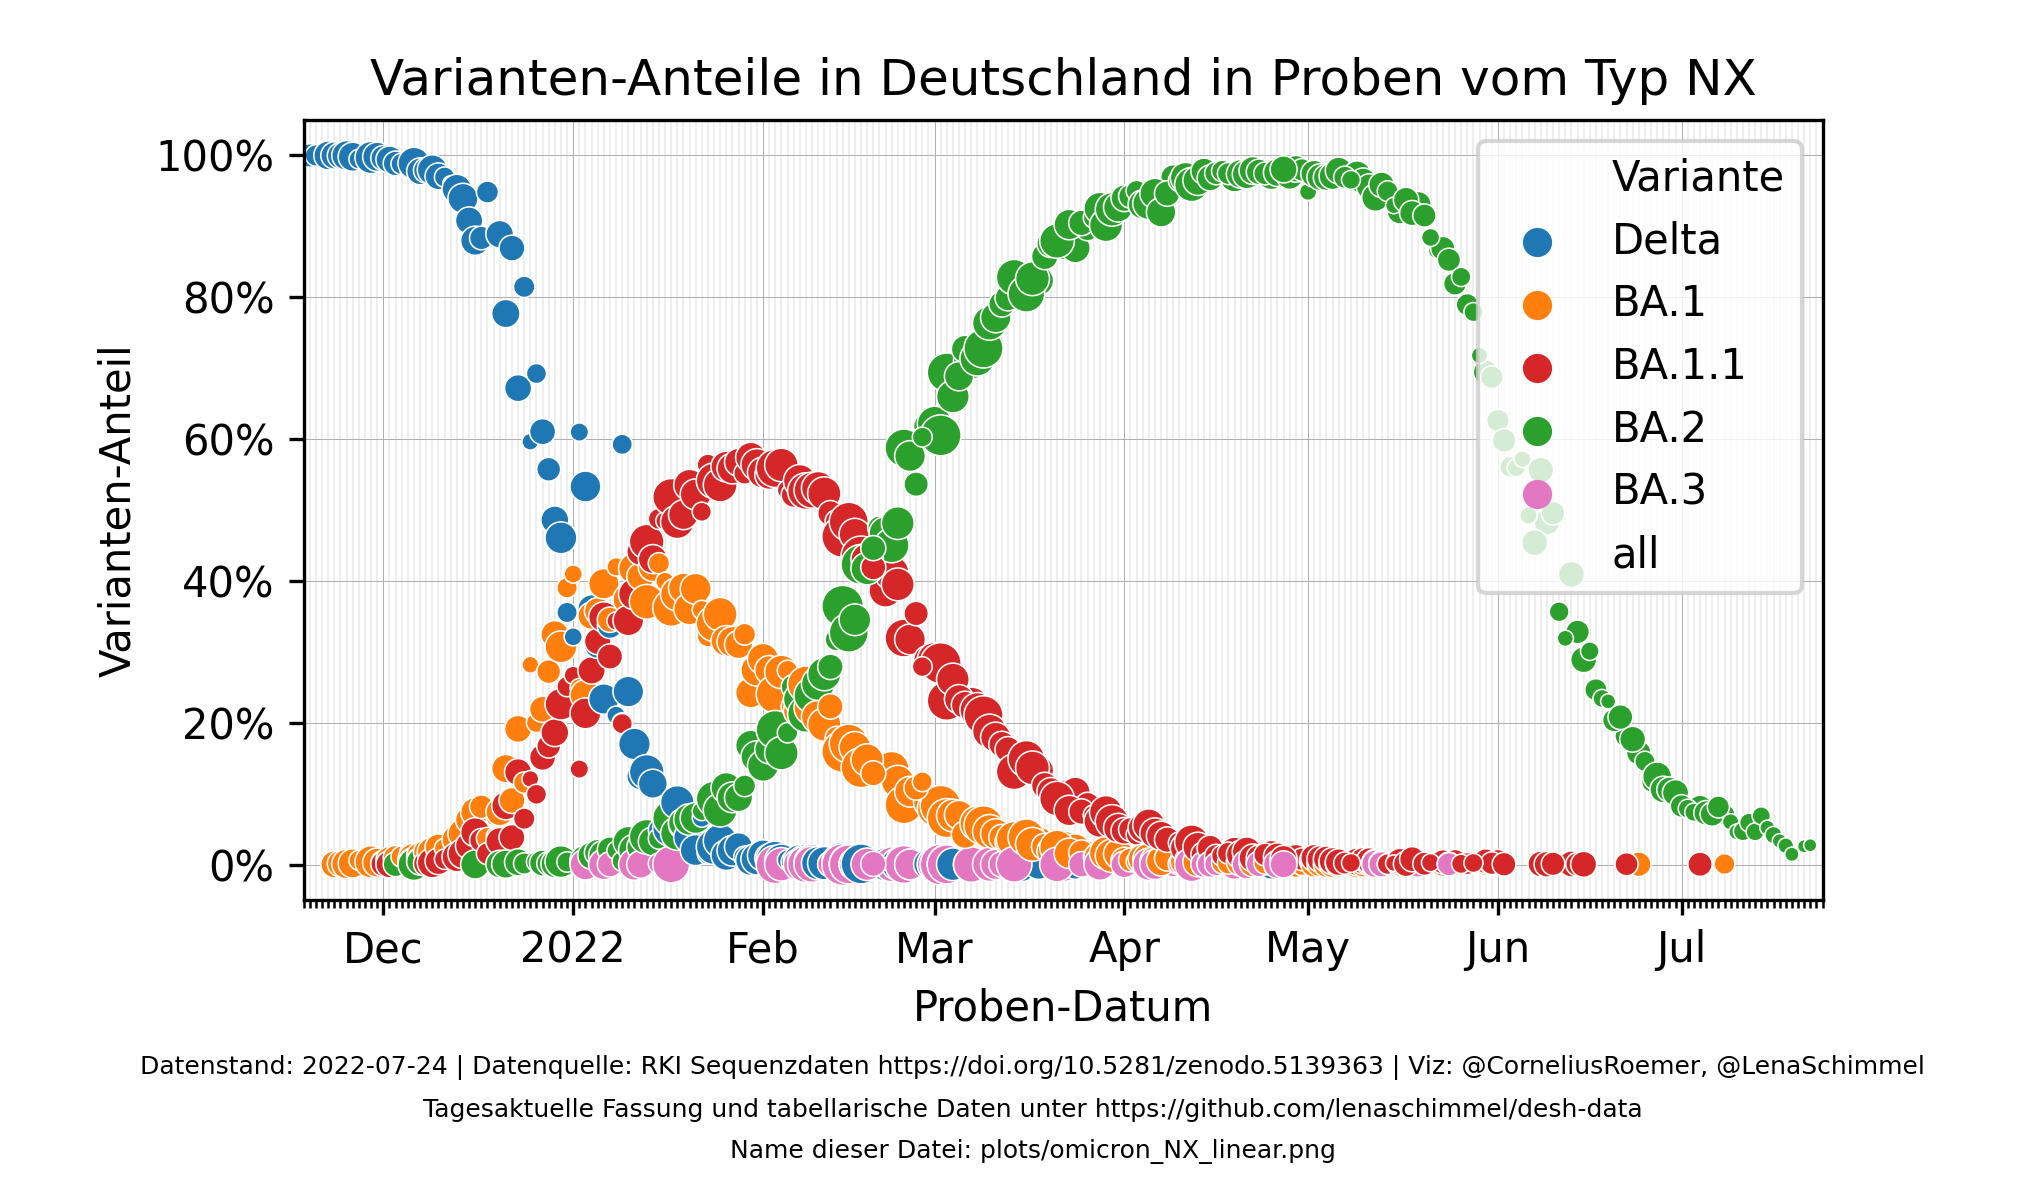 Varianten-Anteile in Deutschland in Proben vom Typ NX
Varianten-Anteil
100%
80%
60%
40%
20%
0%
Variante
Delta
BA.1
BA.1.1
BA.2
BA.3
all
Dec
2022
Feb
Mar
Apr
May
Jun
Jul
Proben-Datum
Datenstand: 2022-07-24 | Datenquelle: RKI Sequenzdaten https://doi.org/10.5281/zenodo.5139363 | Viz: @CorneliusRoemer, @LenaSchimmel
Tagesaktuelle Fassung und tabellarische Daten unter https://github.com/lenaschimmel/desh-data
Name dieser Datei: plots/omicron_NX_linear.png